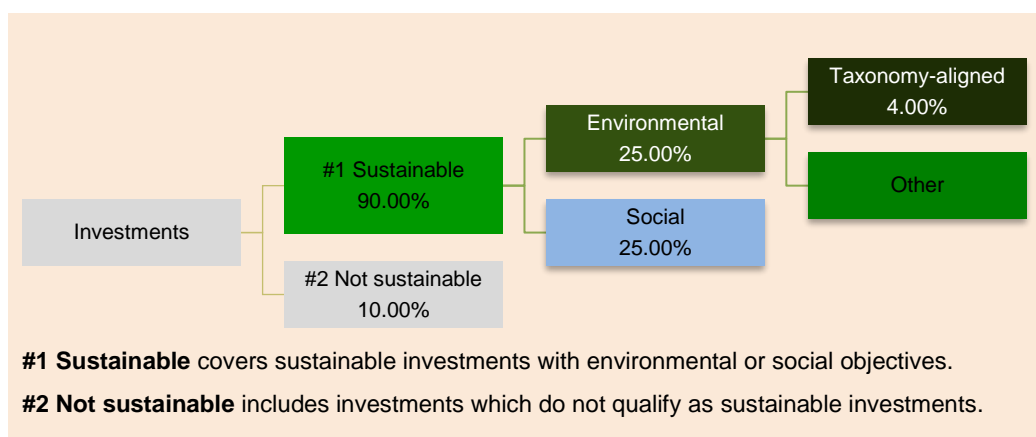 Investments
#1 Sustainable
90.00%
#2 Not sustainable
10.00%
Environmental
25.00%
Social
25.00%
Taxonomy-aligned
4.00%
Other
#1 Sustainable covers sustainable investments with environmental or social objectives.
#2 Not sustainable includes investments which do not qualify as sustainable investments.